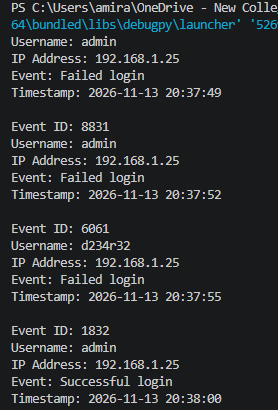 PS C:\Users\amira\OneDrive - New Colle
64\bundled\libs\debugpy\launcher' '526
Username: admin
IP Address: 192.168.1.25
Event: Failed login
Timestamp: 2026-11-13 20:37:49
Event ID: 8831
Username: admin
IP Address: 192.168.1.25
Event: Failed login
Timestamp: 2026-11-13 20:37:52
Event ID: 6061
Username: d234r32
IP Address: 192.168.1.25
Event: Failed login
Timestamp: 2026-11-13 20:37:55
Event ID: 1832
Username: admin
IP Address: 192.168.1.25
Event: Successful login
Timestamp: 2026-11-13 20:38:00